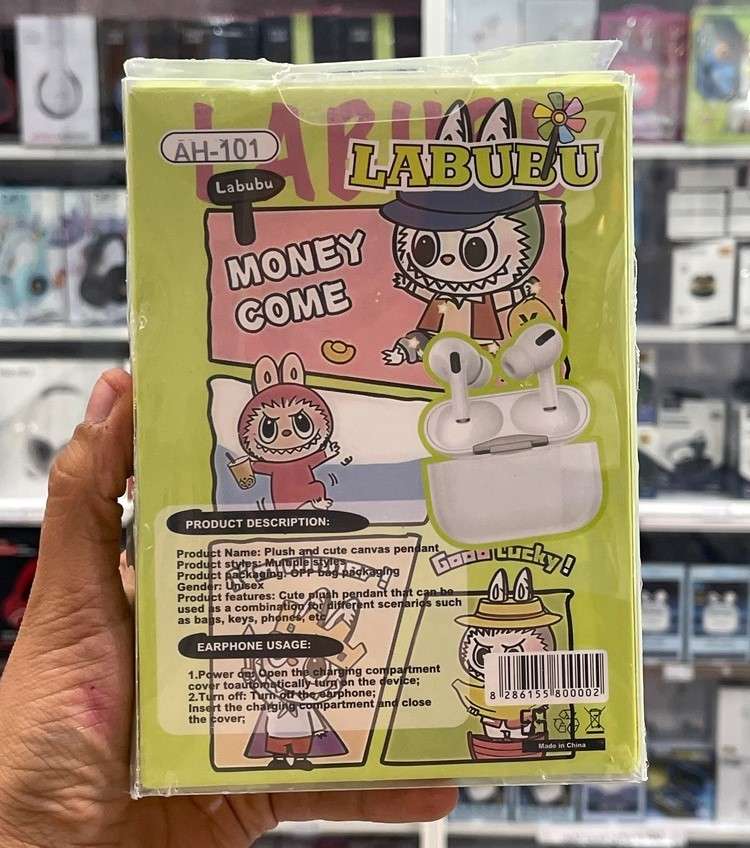 LABUBU
AH-101
LABUBU
Labubu
MONEY
COME
PRODUCT DESCRIPTION:
Product Name: Plush and cute canvas pendant
Product styles: Multiple styles
Product packaging: OPP bag packaging
Gender: Unisex
Product features: Cute plush pendant that can be
used as a combination for different scenarios such
as bags, keys, phones, etc
Good Lucky!
EARPHONE USAGE:
1.Power on: Open the charging compartment
cover toautomatically turn on the device;
2.Turn off: Turn off the earphone;
Insert the charging compartment and close
the cover;
8 286155 800002
Made in China